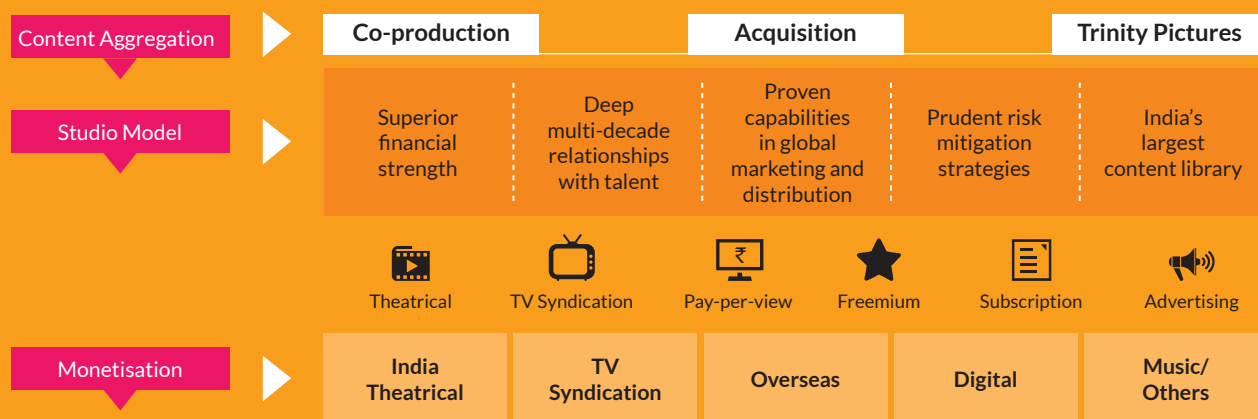 Content Aggregation
Co-production
Acquisition
Trinity Pictures
Studio Model
Superior
financial
strength
Deep
multi-decade
relationships
with talent
Proven
capabilities
in global
marketing and
distribution
Prudent risk
mitigation
strategies
India's
largest
content library
₹
Theatrical
TV Syndication
Pay-per-view
Freemium
Subscription
Advertising
Monetisation
India
Theatrical
TV
Syndication
Overseas
Digital
Music/
Others